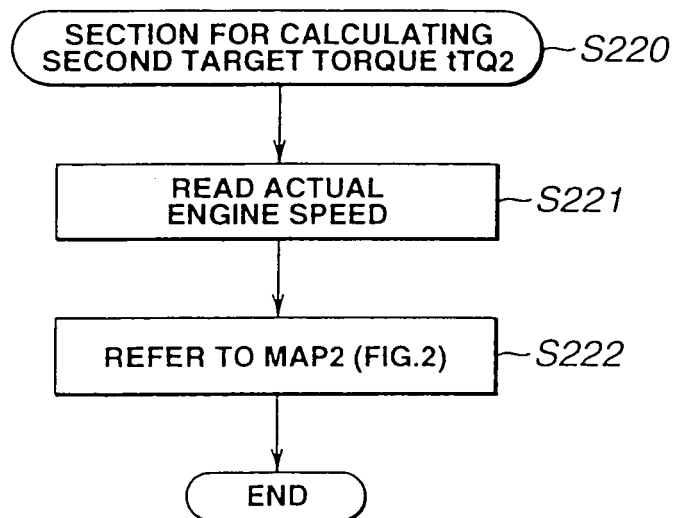 SECTION FOR CALCULATING
SECOND TARGET TORQUE tTQ2
S220
READ ACTUAL
ENGINE SPEED
S221
REFER TO MAP2 (FIG.2)
S222
END